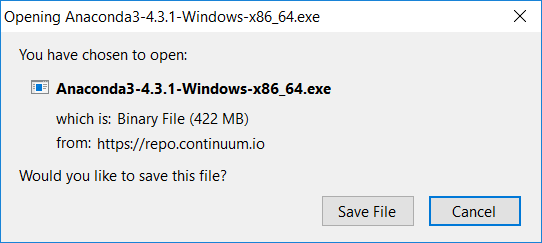 Opening Anaconda3-4.3.1-Windows-x86_64.exe
You have chosen to open:
Anaconda3-4.3.1-Windows-x86_64.exe
which is: Binary File (422 MB)
from: https://repo.continuum.io
Would you like to save this file?
Save File Cancel